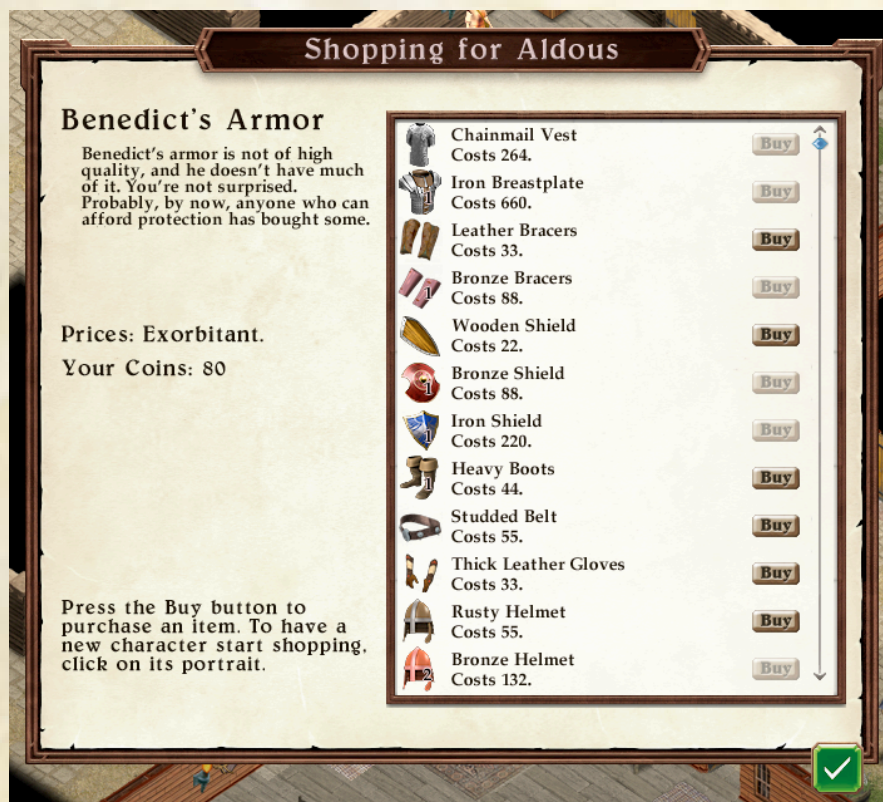 Shopping for Aldous
Benedict's Armor
Benedict's armor is not of high
quality, and he doesn't have much
of it. You're not surprised.
Probably, by now, anyone who can
afford protection has bought some.
Prices: Exorbitant.
Your Coins: 80
Press the Buy button to
purchase an item. To have a
new character start shopping,
click on its portrait.
Chainmail Vest
Costs 264.
Buy
Iron Breastplate
Costs 660.
1
Buy
Leather Bracers
Costs 33.
Buy
Bronze Bracers
Costs 88.
1
Buy
Wooden Shield
Costs 22.
Buy
Bronze Shield
Costs 88.
1
Buy
Iron Shield
Costs 220.
1
Buy
Heavy Boots
Costs 44.
1
Buy
Studded Belt
Costs 55.
Buy
Thick Leather Gloves
Costs 33.
Buy
Rusty Helmet
Costs 55.
Buy
Bronze Helmet
Costs 132.
2
Buy